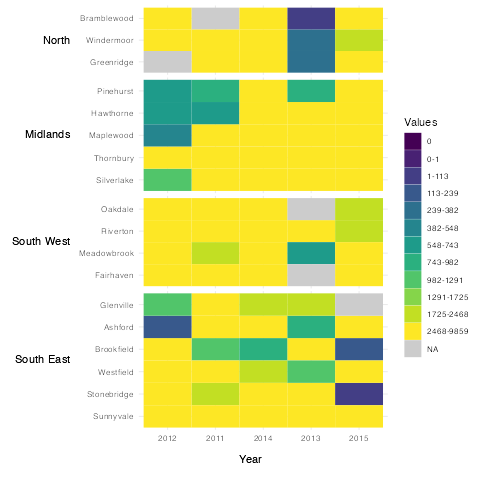 North
Bramblewood
Windermoor
Greenridge
Midlands
Pinehurst
Hawthorne
Maplewood
Thornbury
Silverlake
South West
Oakdale
Riverton
Meadowbrook
Fairhaven
South East
Glenville
Ashford
Brookfield
Westfield
Stonebridge
Sunnyvale
2012 2011 2014 2013 2015
Year
Values
0
0-1
1-113
113-239
239-382
382-548
548-743
743-982
982-1291
1291-1725
1725-2468
2468-9859
NA